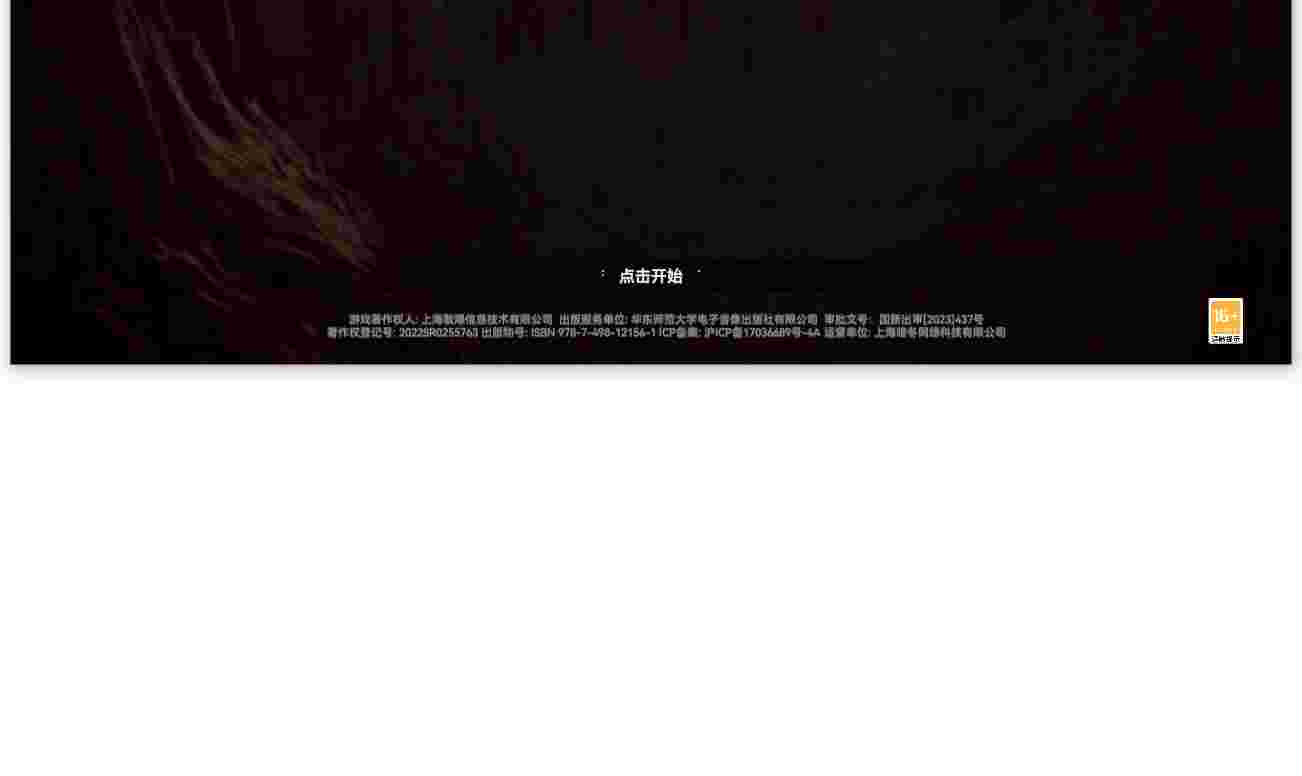 点击开始
游戏著作权人: 上海 信息技术有限公司 出版服务单位: 华东师范大学电子音像出版社有限公司 审批文号: 国新出审[2023]437号
著作权登记号: 2022SR0255763 出版物号: ISBN 978-7-498-12156-1 ICP备案: 沪ICP备17036689号-4A 运营单位: 上海暗冬网络科技有限公司
16+
适龄提示